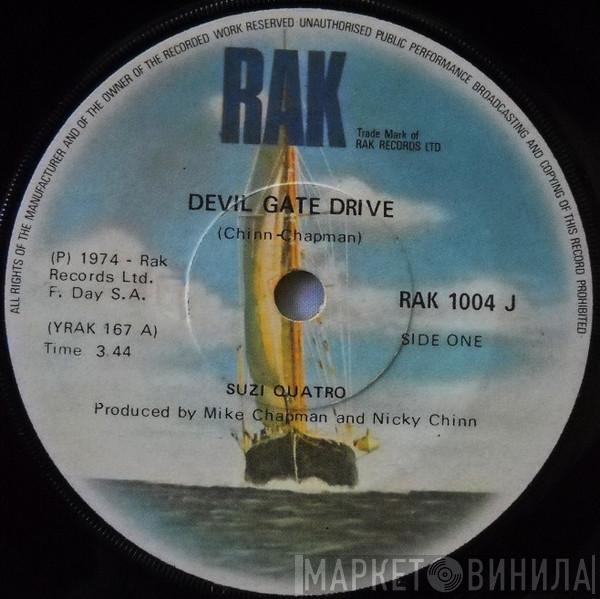 ALL RIGHTS OF THE MANUFACTURER AND OF THE OWNER OF THE RECORDED WORK RESERVED UNAUTHORISED PUBLIC PERFORMANCE BROADCASTING AND COPYING OF THIS RECORD PROHIBITED
RAK
Trade Mark of
RAK RECORDS LTD
DEVIL GATE DRIVE
(Chinn-Chapman)
(P) 1974 - Rak
Records Ltd.
F. Day S.A.
RAK 1004 J
(YRAK 167 A)
SIDE ONE
Time 3.44
SUZI QUATRO
Produced by Mike Chapman and Nicky Chinn
МАРКЕТ ВИНИЛА